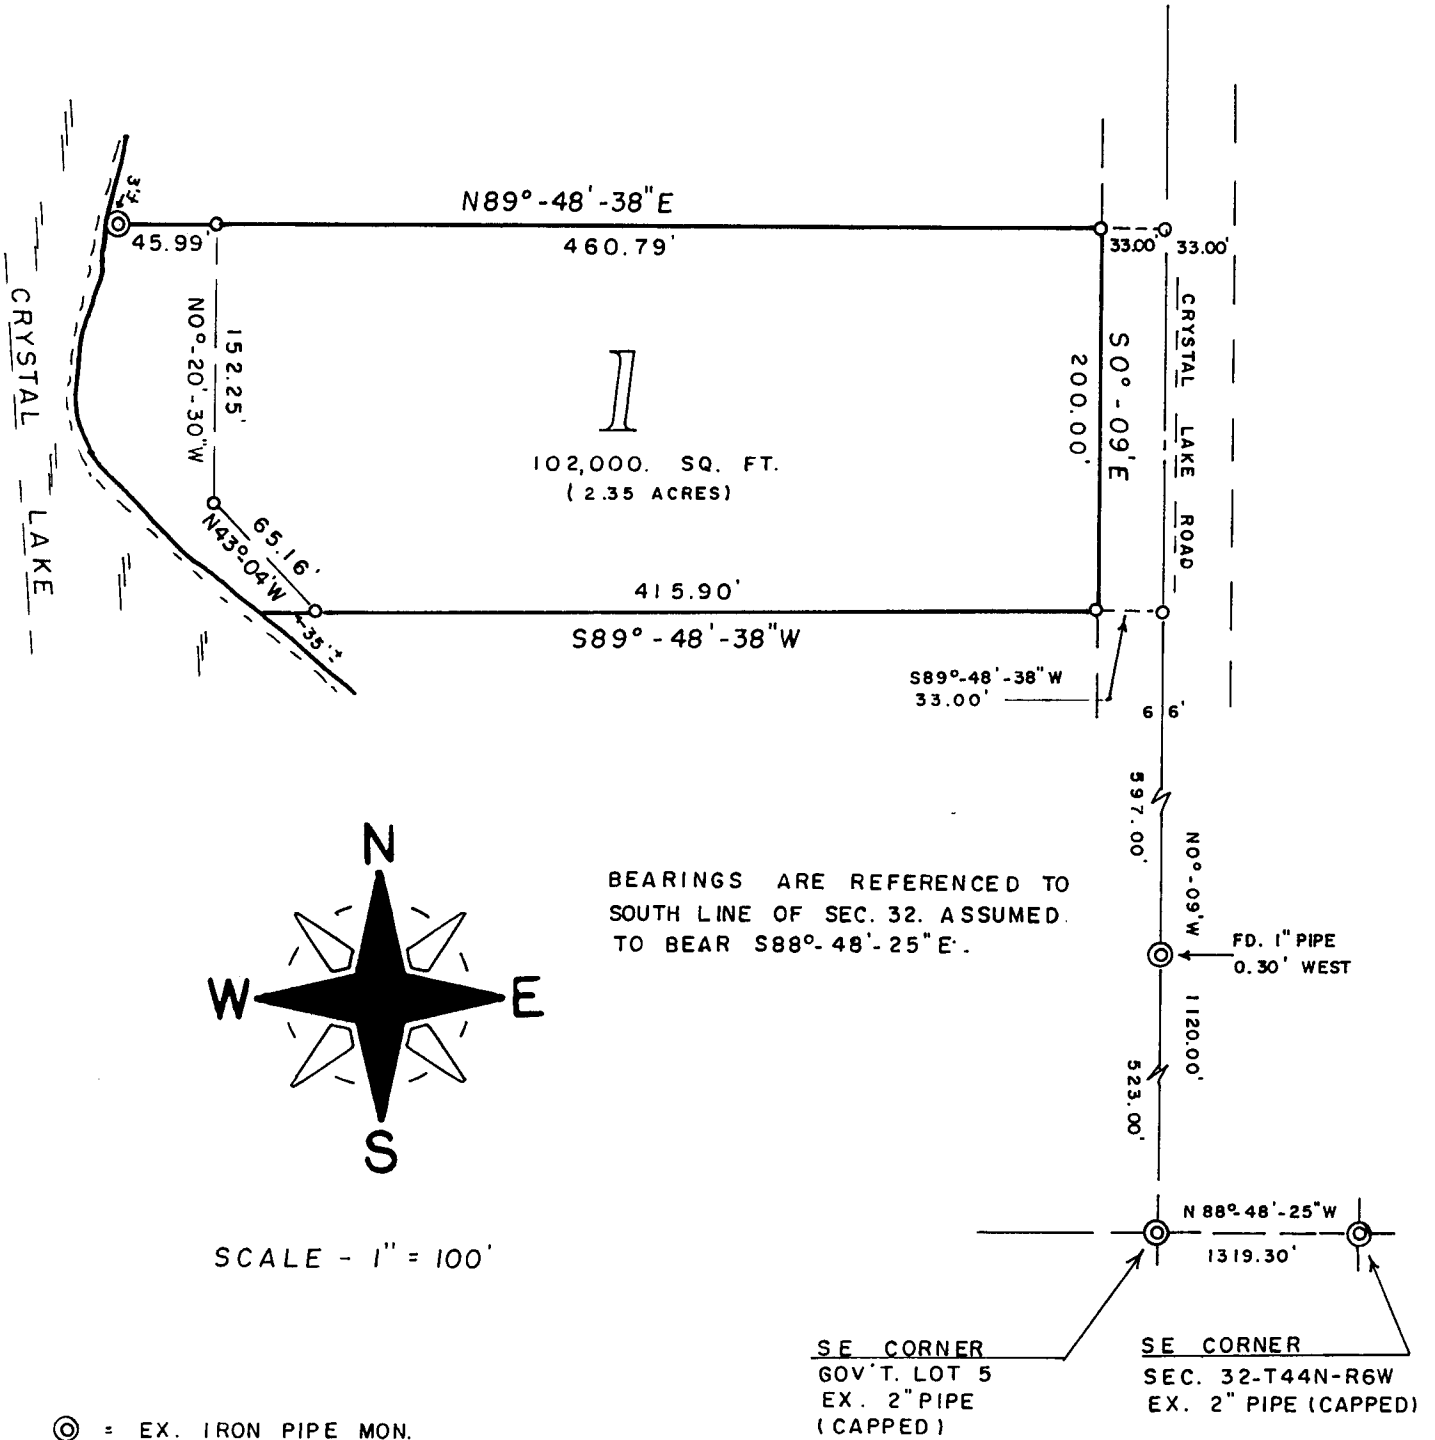 N89°-48'-38"E
3'±
45.99'
460.79'
33.00'
33.00'
CRYSTAL LAKE
N0°-20'-30"W
152.25'
1
102,000. SQ. FT.
(2.35 ACRES)
S0°-09'E
200.00'
CRYSTAL LAKE ROAD
65.16'
N43°-04'W
415.90'
S89°-48'-38"W
35'±
S89°-48'-38"W
33.00'
66'
597.00'
N0°-09'W
BEARINGS ARE REFERENCED TO
SOUTH LINE OF SEC. 32. ASSUMED
TO BEAR S88°-48'-25"E.
FD. 1" PIPE
0.30' WEST
1120.00'
523.00'
N
W
E
S
SCALE - 1" = 100'
N 88°-48'-25"W
1319.30'
SE CORNER
GOV'T. LOT 5
EX. 2" PIPE
(CAPPED)
SE CORNER
SEC. 32-T44N-R6W
EX. 2" PIPE (CAPPED)
= EX. IRON PIPE MON.